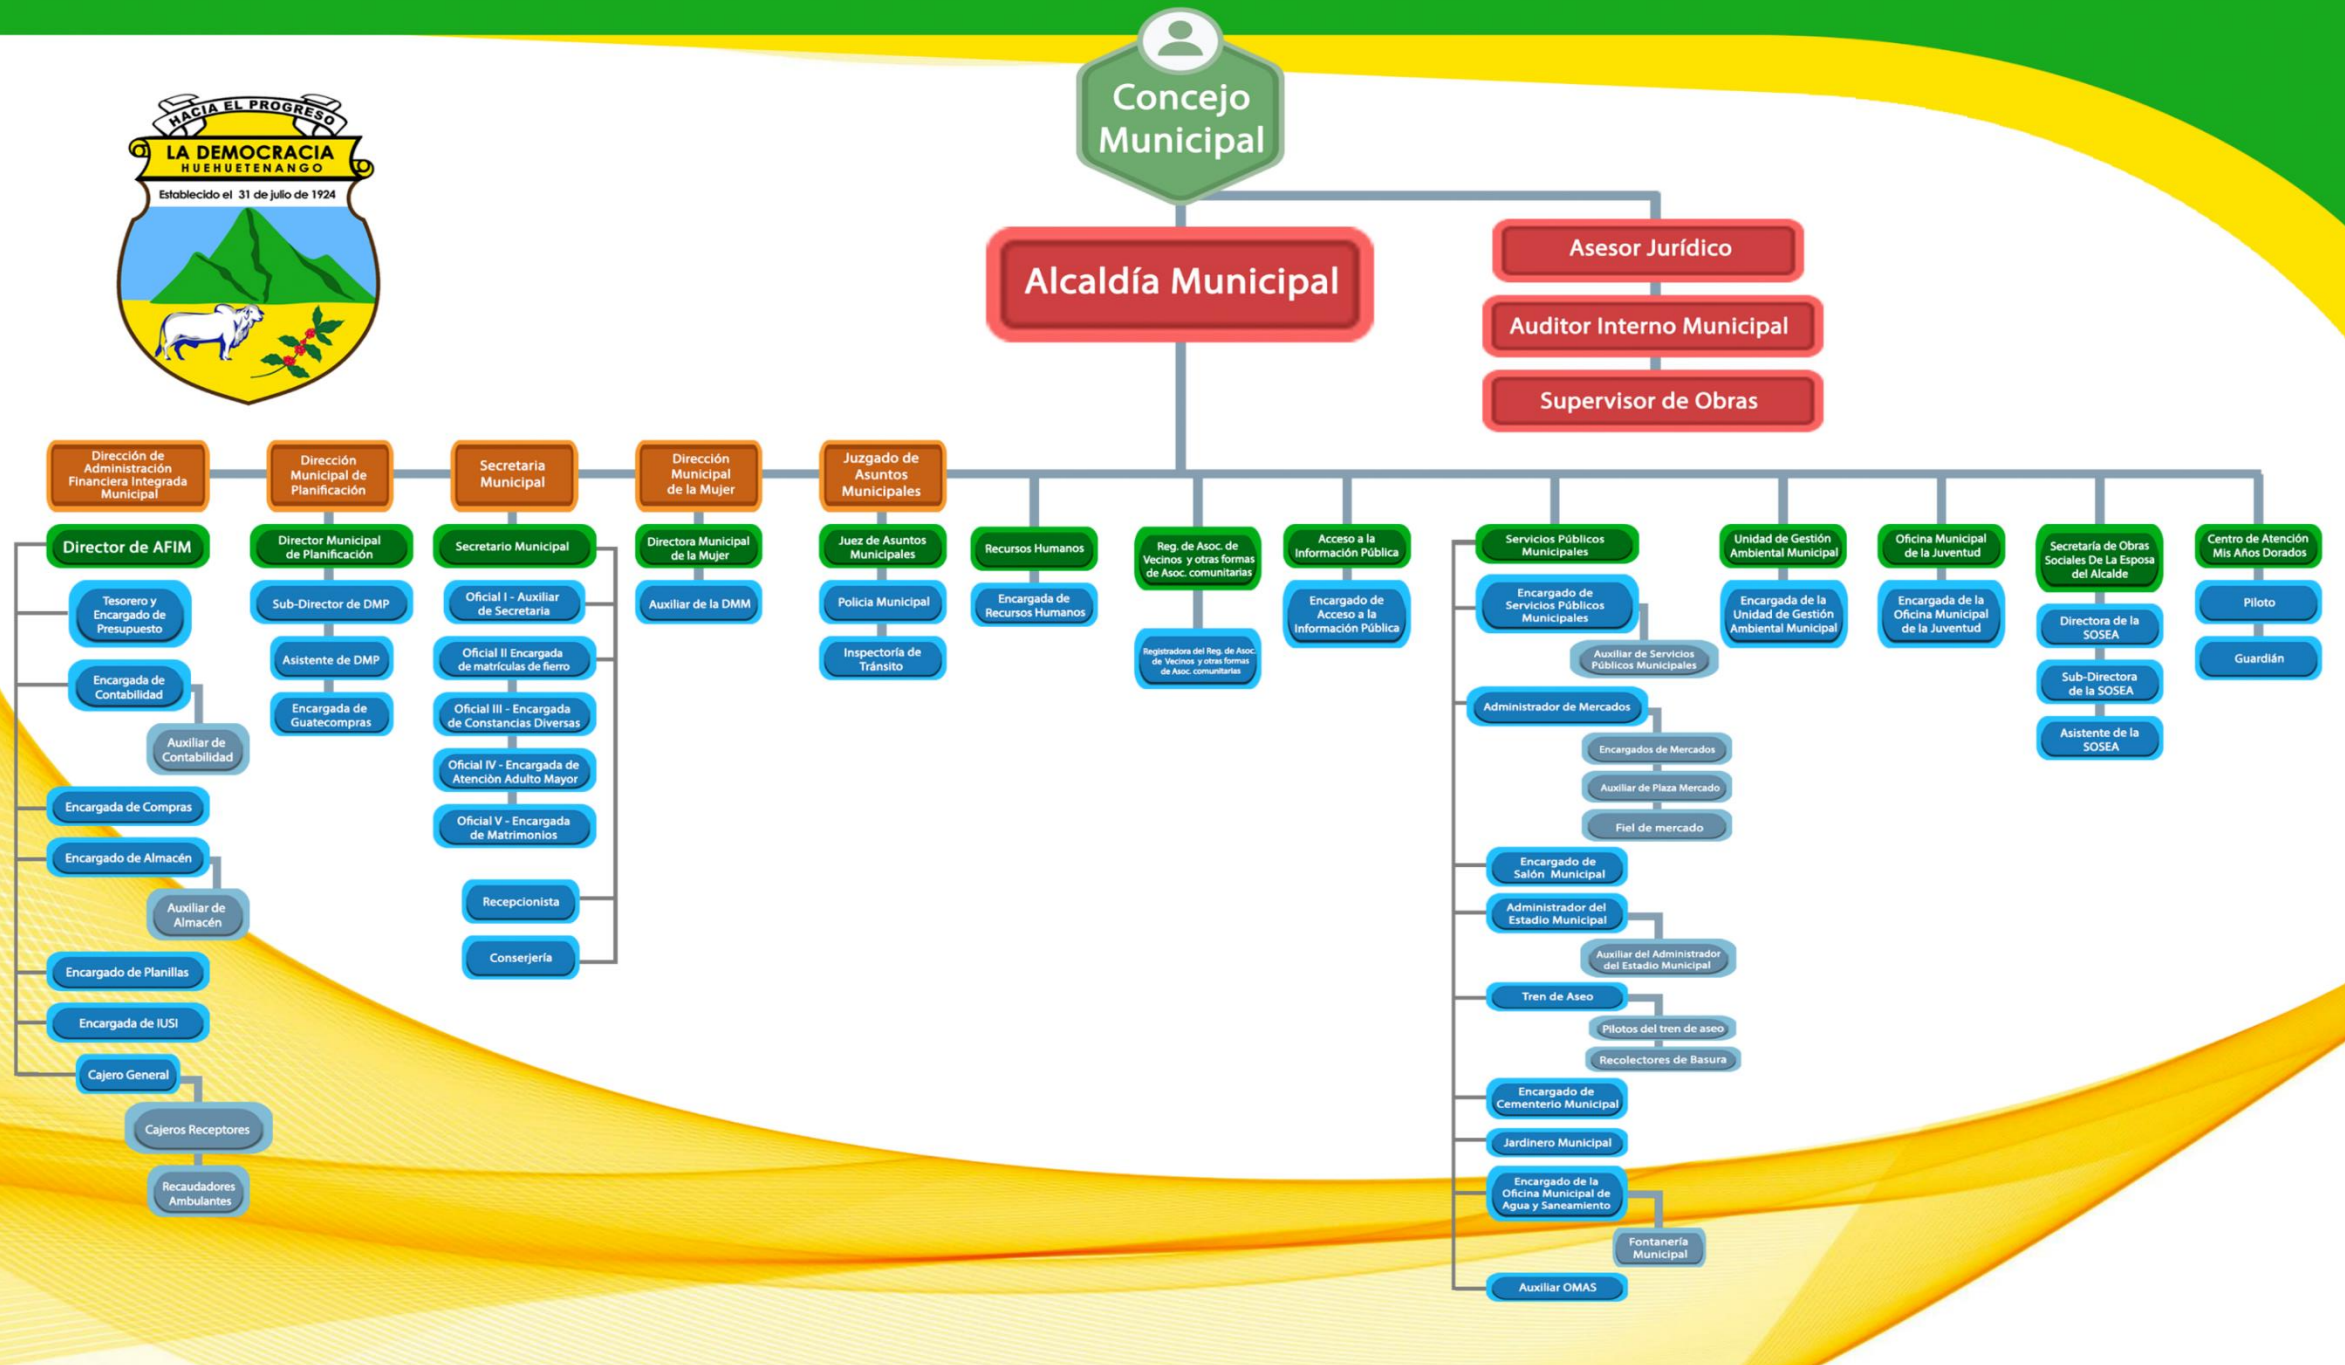 Concejo
Municipal
HACIA EL PROGRESO
LA DEMOCRACIA
HUEHUETENANGO
Establecido el 31 de julio de 1924
Alcaldía Municipal
Asesor Jurídico
Auditor Interno Municipal
Supervisor de Obras
Dirección de
Administración
Financiera Integrada
Municipal
Director de AFIM
Tesorero y
Encargado de
Presupuesto
Encargada de
Contabilidad
Auxiliar de
Contabilidad
Encargada de Compras
Encargado de Almacén
Auxiliar de
Almacén
Encargado de Planillas
Encargada de IUSI
Cajero General
Cajeros Receptores
Recaudadores
Ambulantes
Dirección
Municipal de
Planificación
Director Municipal
de Planificación
Sub-Director de DMP
Asistente de DMP
Encargada de
Guatecompras
Secretaria
Municipal
Secretario Municipal
Oficial I - Auxiliar
de Secretaria
Oficial II Encargada
de matrículas de fierro
Oficial III - Encargada
de Constancias Diversas
Oficial IV - Encargada de
Atenciòn Adulto Mayor
Oficial V - Encargada
de Matrimonios
Recepcionista
Conserjería
Dirección
Municipal
de la Mujer
Directora Municipal
de la Mujer
Auxiliar de la DMM
Juzgado de
Asuntos
Municipales
Juez de Asuntos
Municipales
Policia Municipal
Inspectoría de
Tránsito
Recursos Humanos
Encargada de
Recursos Humanos
Reg. de Asoc. de
Vecinos y otras formas
de Asoc. comunitarias
Registradora del Reg. de Asoc.
de Vecinos y otras formas
de Asoc. comunitarias
Acceso a la
Información Pública
Encargado de
Acceso a la
Información Pública
Servicios Públicos
Municipales
Encargado de
Servicios Públicos
Municipales
Auxiliar de Servicios
Públicos Municipales
Administrador de Mercados
Encargados de Mercados
Auxiliar de Plaza Mercado
Fiel de mercado
Encargado de
Salón Municipal
Administrador del
Estadio Municipal
Auxiliar del Administrador
del Estadio Municipal
Tren de Aseo
Pilotos del tren de aseo
Recolectores de Basura
Encargado de
Cementerio Municipal
Jardinero Municipal
Encargado de la
Oficina Municipal de
Agua y Saneamiento
Fontanería
Municipal
Auxiliar OMAS
Unidad de Gestión
Ambiental Municipal
Encargada de la
Unidad de Gestión
Ambiental Municipal
Oficina Municipal
de la Juventud
Encargada de la
Oficina Municipal
de la Juventud
Secretaría de Obras
Sociales De La Esposa
del Alcalde
Directora de la
SOSEA
Sub-Directora
de la SOSEA
Asistente de la
SOSEA
Centro de Atención
Mis Años Dorados
Piloto
Guardián